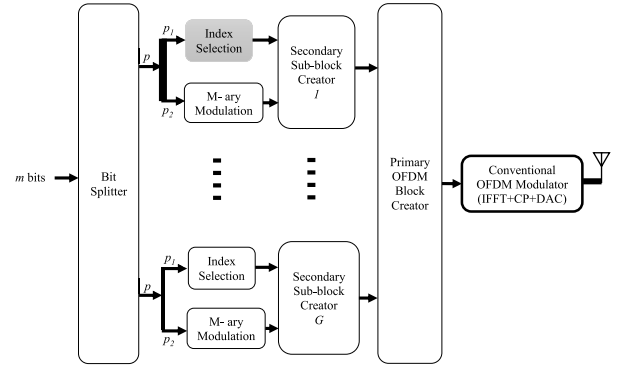 m bits
Bit
Splitter
p
p1
Index
Selection
p2
M- ary
Modulation
Secondary
Sub-block
Creator
1
p
p1
Index
Selection
p2
M- ary
Modulation
Secondary
Sub-block
Creator
G
Primary
OFDM
Block
Creator
Conventional
OFDM Modulator
(IFFT+CP+DAC)